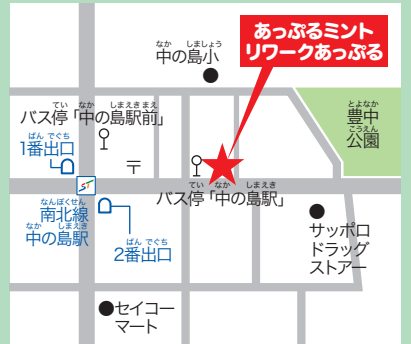 あっぷるミント
リワークあっぷる
なか しましょう
中の島小
とよなか
豊中
こうえん
公園
てい なか しまえきまえ
バス停「中の島駅前」
ばん でぐち
1番出口
〒
ST
てい なか しまえき
バス停「中の島駅」
なんぼくせん
南北線
なか しまえき
中の島駅
ばん でぐち
2番出口
サッポロ
ドラッグ
ストアー
セイコー
マート